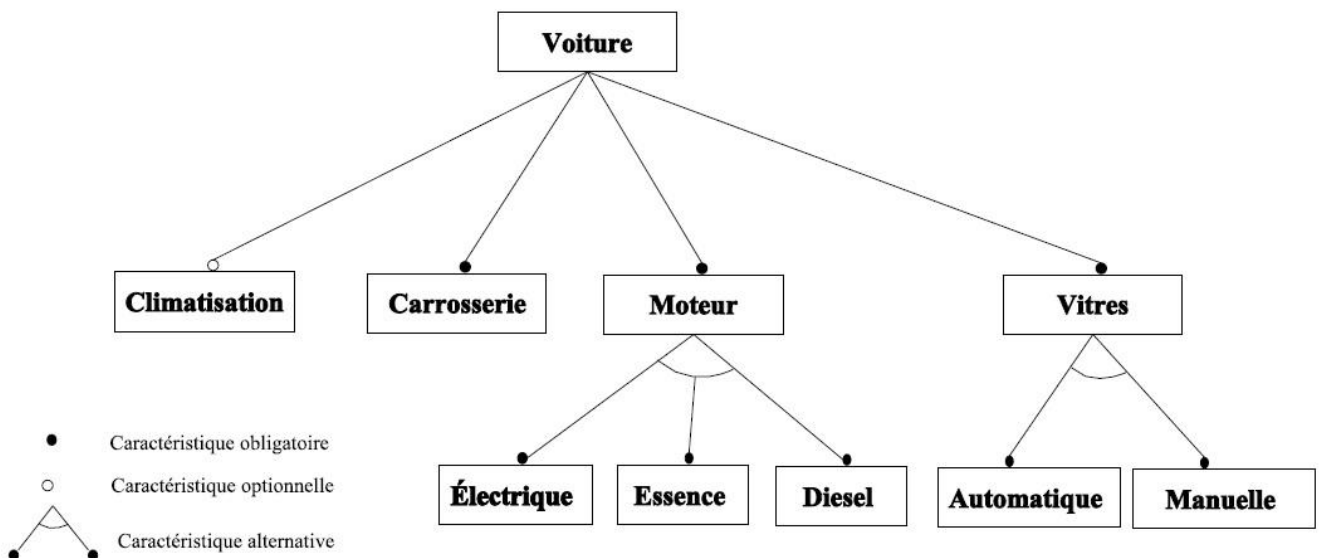 Voiture
Climatisation
Carrosserie
Moteur
Vitres
Électrique
Essence
Diesel
Automatique
Manuelle
Caractéristique obligatoire
Caractéristique optionnelle
Caractéristique alternative